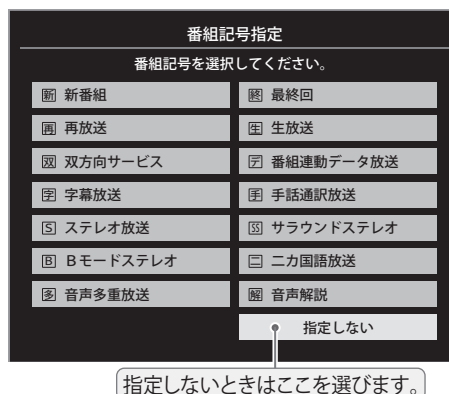 番組記号指定
番組記号を選択してください。
新 新番組
終 最終回
再 再放送
生 生放送
双 双方向サービス
デ 番組連動データ放送
字 字幕放送
手 手話通訳放送
S ステレオ放送
SS サラウンドステレオ
B Bモードステレオ
二 二カ国語放送
多 音声多重放送
解 音声解説
指定しない
指定しないときはここを選びます。